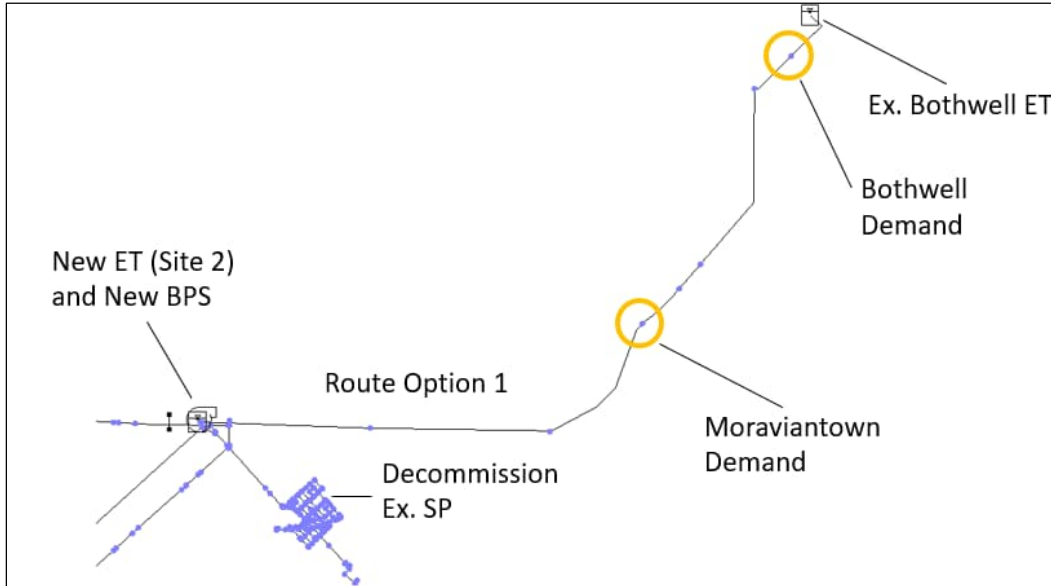 Ex. Bothwell ET
Bothwell
Demand
New ET (Site 2)
and New BPS
Route Option 1
Moraviantown
Demand
Decommission
Ex. SP